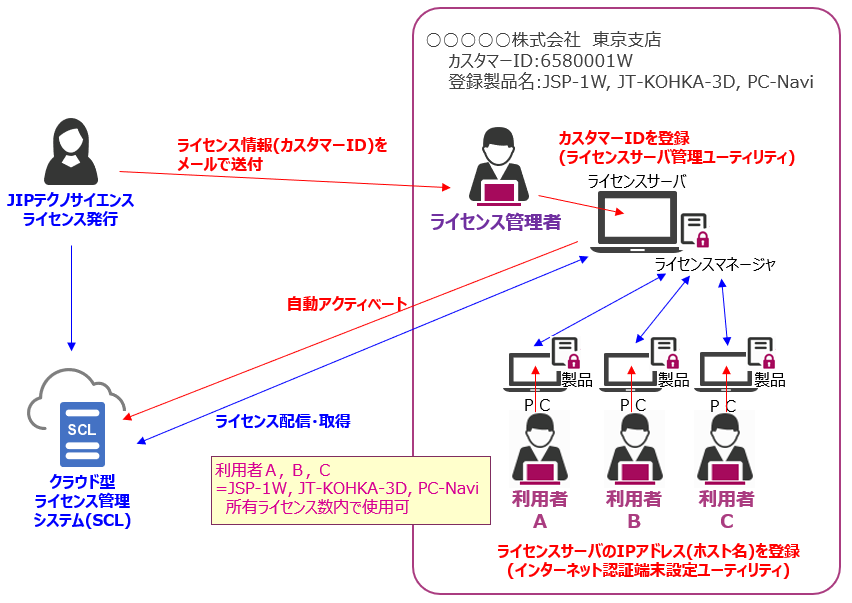 ○○○○○株式会社 東京支店
カスタマーID:6580001W
登録製品名:JSP-1W, JT-KOHKA-3D, PC-Navi
ライセンス情報(カスタマーID)を
メールで送付
カスタマーIDを登録
(ライセンスサーバ管理ユーティリティ)
ライセンスサーバ
JIPテクノサイエンス
ライセンス発行
ライセンス管理者
ライセンスマネージャ
自動アクティベート
製品
製品
製品
PC
PC
PC
SCL
ライセンス配信・取得
クラウド型
ライセンス管理
システム(SCL)
利用者A, B, C
=JSP-1W, JT-KOHKA-3D, PC-Navi
所有ライセンス数内で使用可
利用者
A
利用者
B
利用者
C
ライセンスサーバのIPアドレス(ホスト名)を登録
(インターネット認証端末設定ユーティリティ)